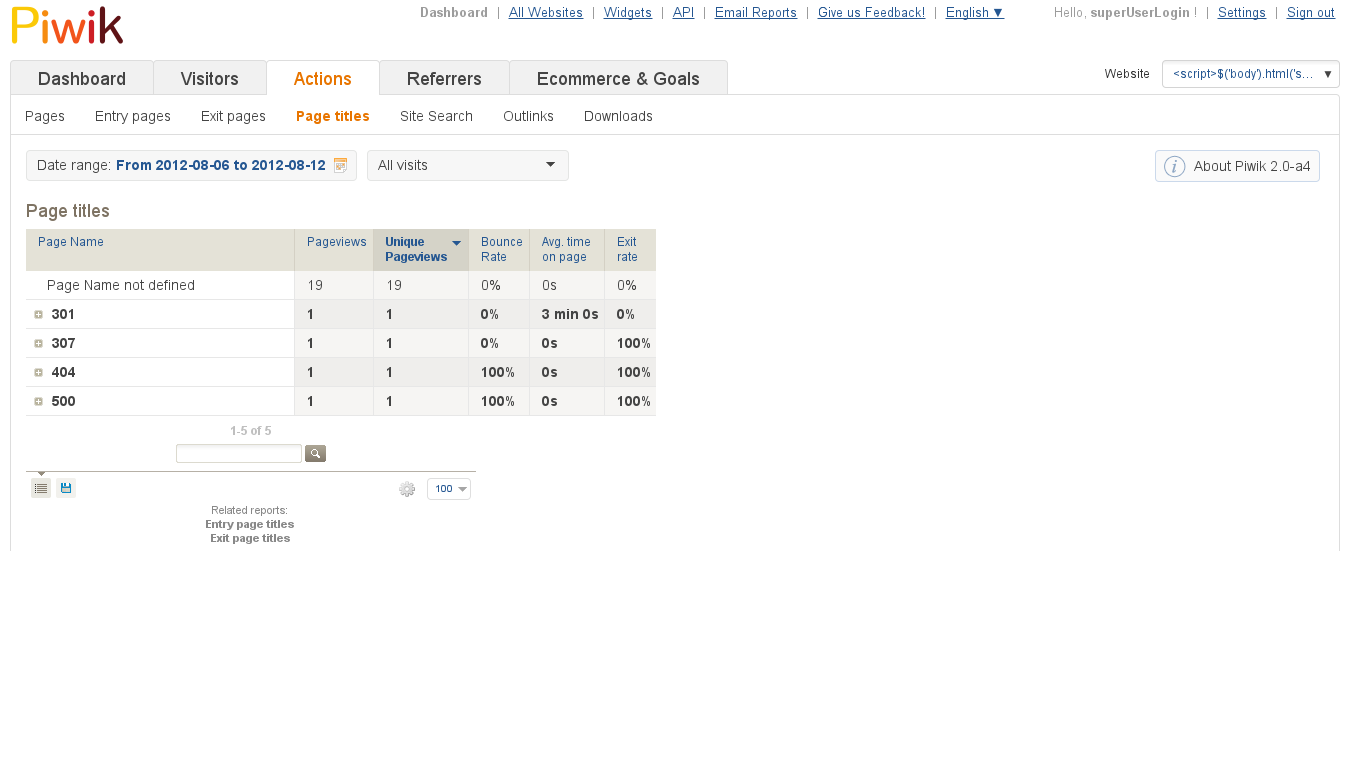 Piwik
Dashboard | All Websites | Widgets | API | Email Reports | Give us Feedback! | English ▼
Hello, superUserLogin ! | Settings | Sign out
Dashboard Visitors Actions Referrers Ecommerce & Goals
Website <script>$('body').html('s... ▼
Pages Entry pages Exit pages Page titles Site Search Outlinks Downloads
Date range: From 2012-08-06 to 2012-08-12
All visits
About Piwik 2.0-a4
Page titles
Page Name Pageviews Unique Pageviews Bounce Rate Avg. time on page Exit rate
Page Name not defined 19 19 0% 0s 0%
301 1 1 0% 3 min 0s 0%
307 1 1 0% 0s 100%
404 1 1 100% 0s 100%
500 1 1 100% 0s 100%
1-5 of 5
100
Related reports:
Entry page titles
Exit page titles